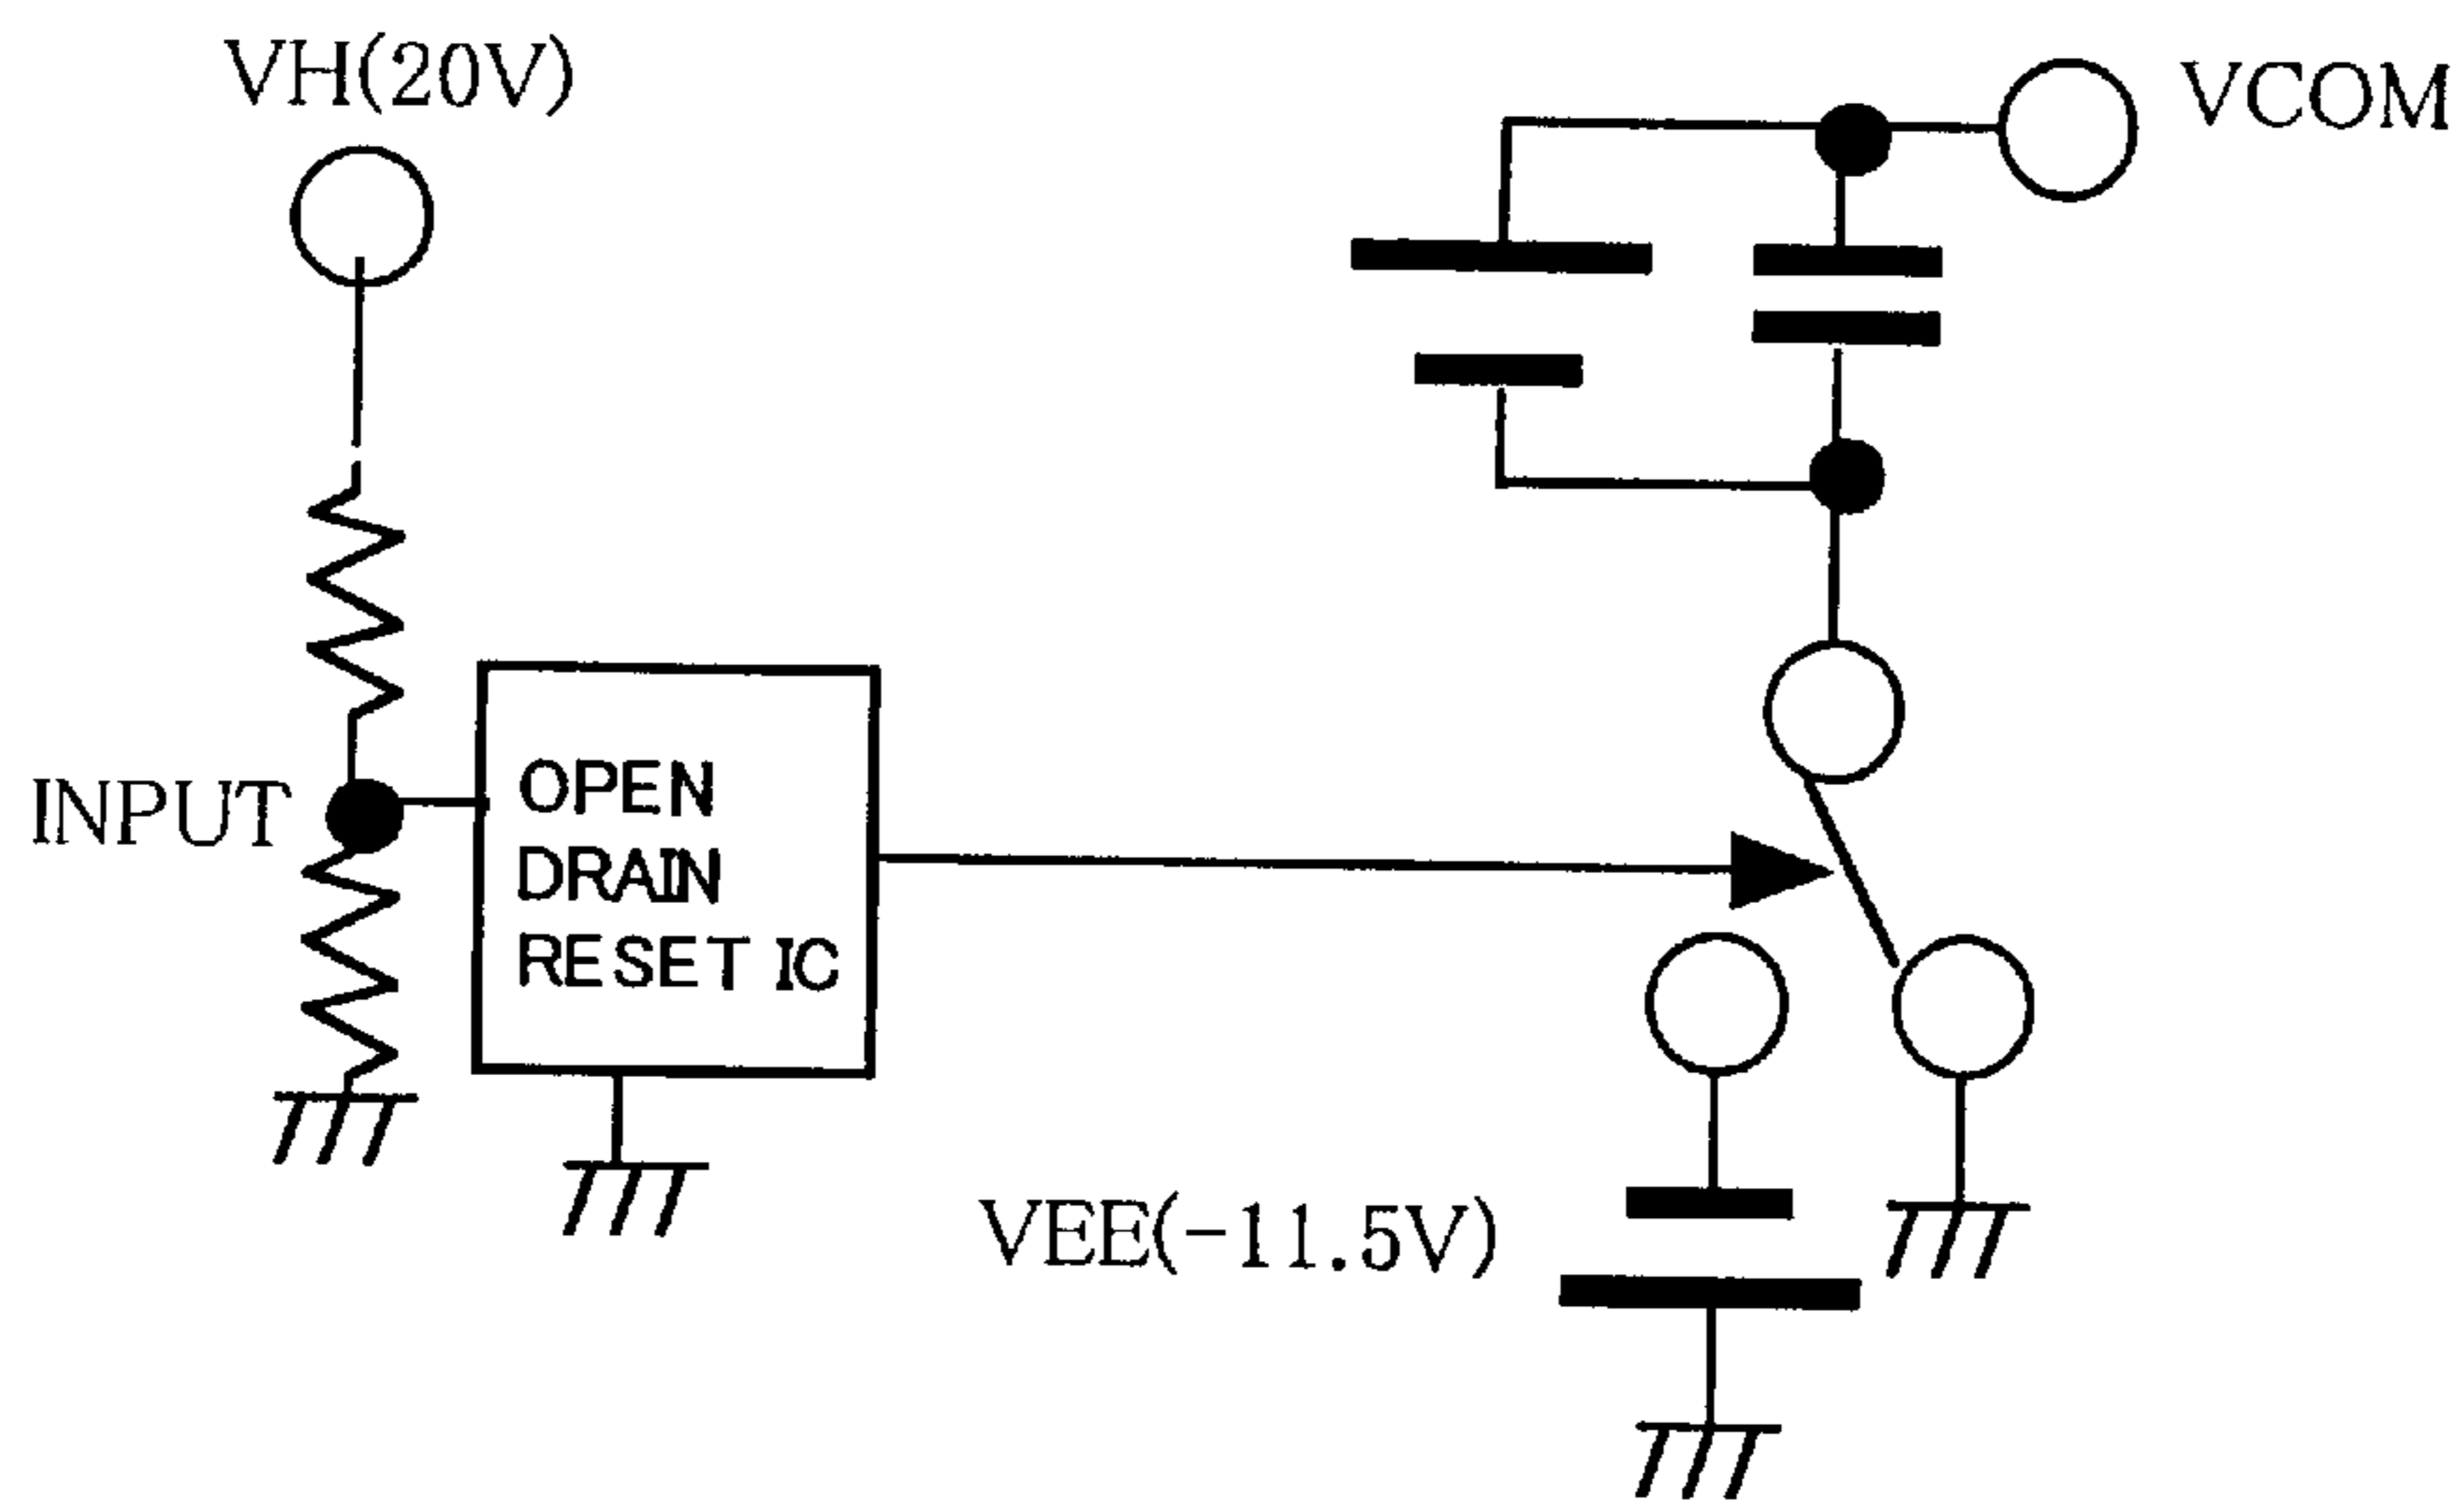 VH(20V)
VCOM
INPUT
OPEN
DRAIN
RESET IC
VEE(-11.5V)